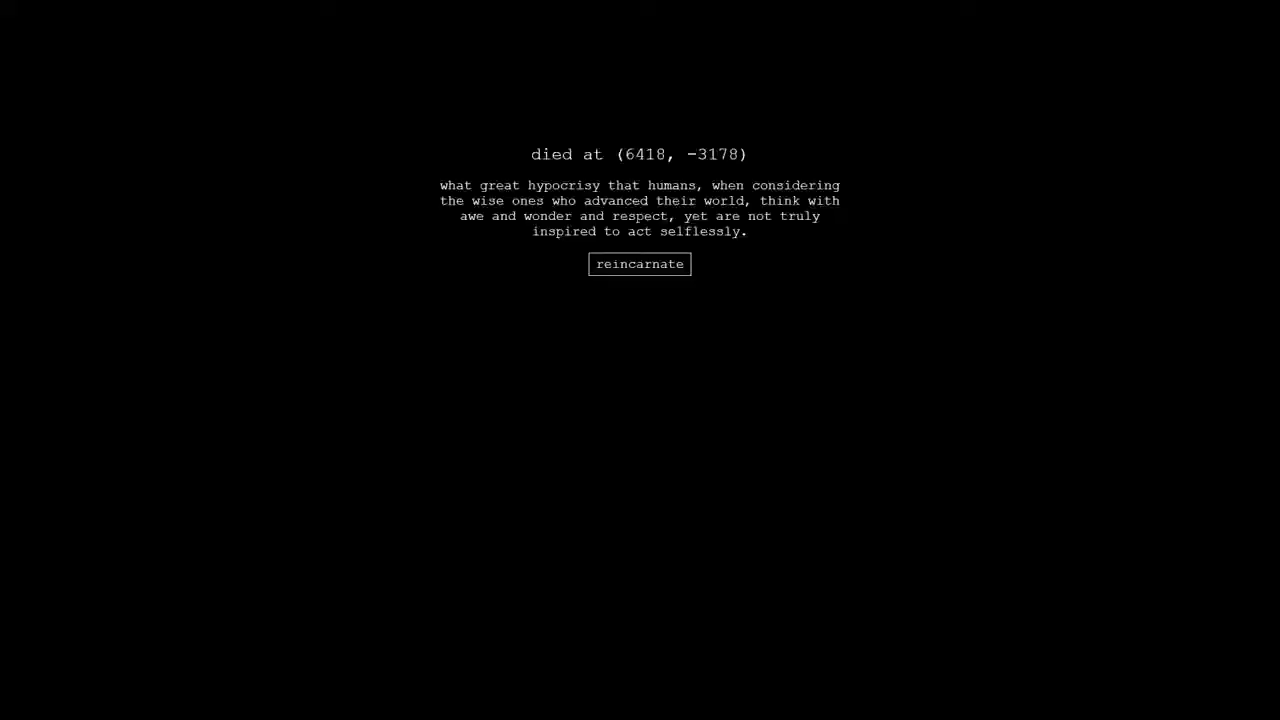 died at (6418, -3178)
what great hypocrisy that humans, when considering
the wise ones who advanced their world, think with
awe and wonder and respect, yet are not truly
inspired to act selflessly.
reincarnate